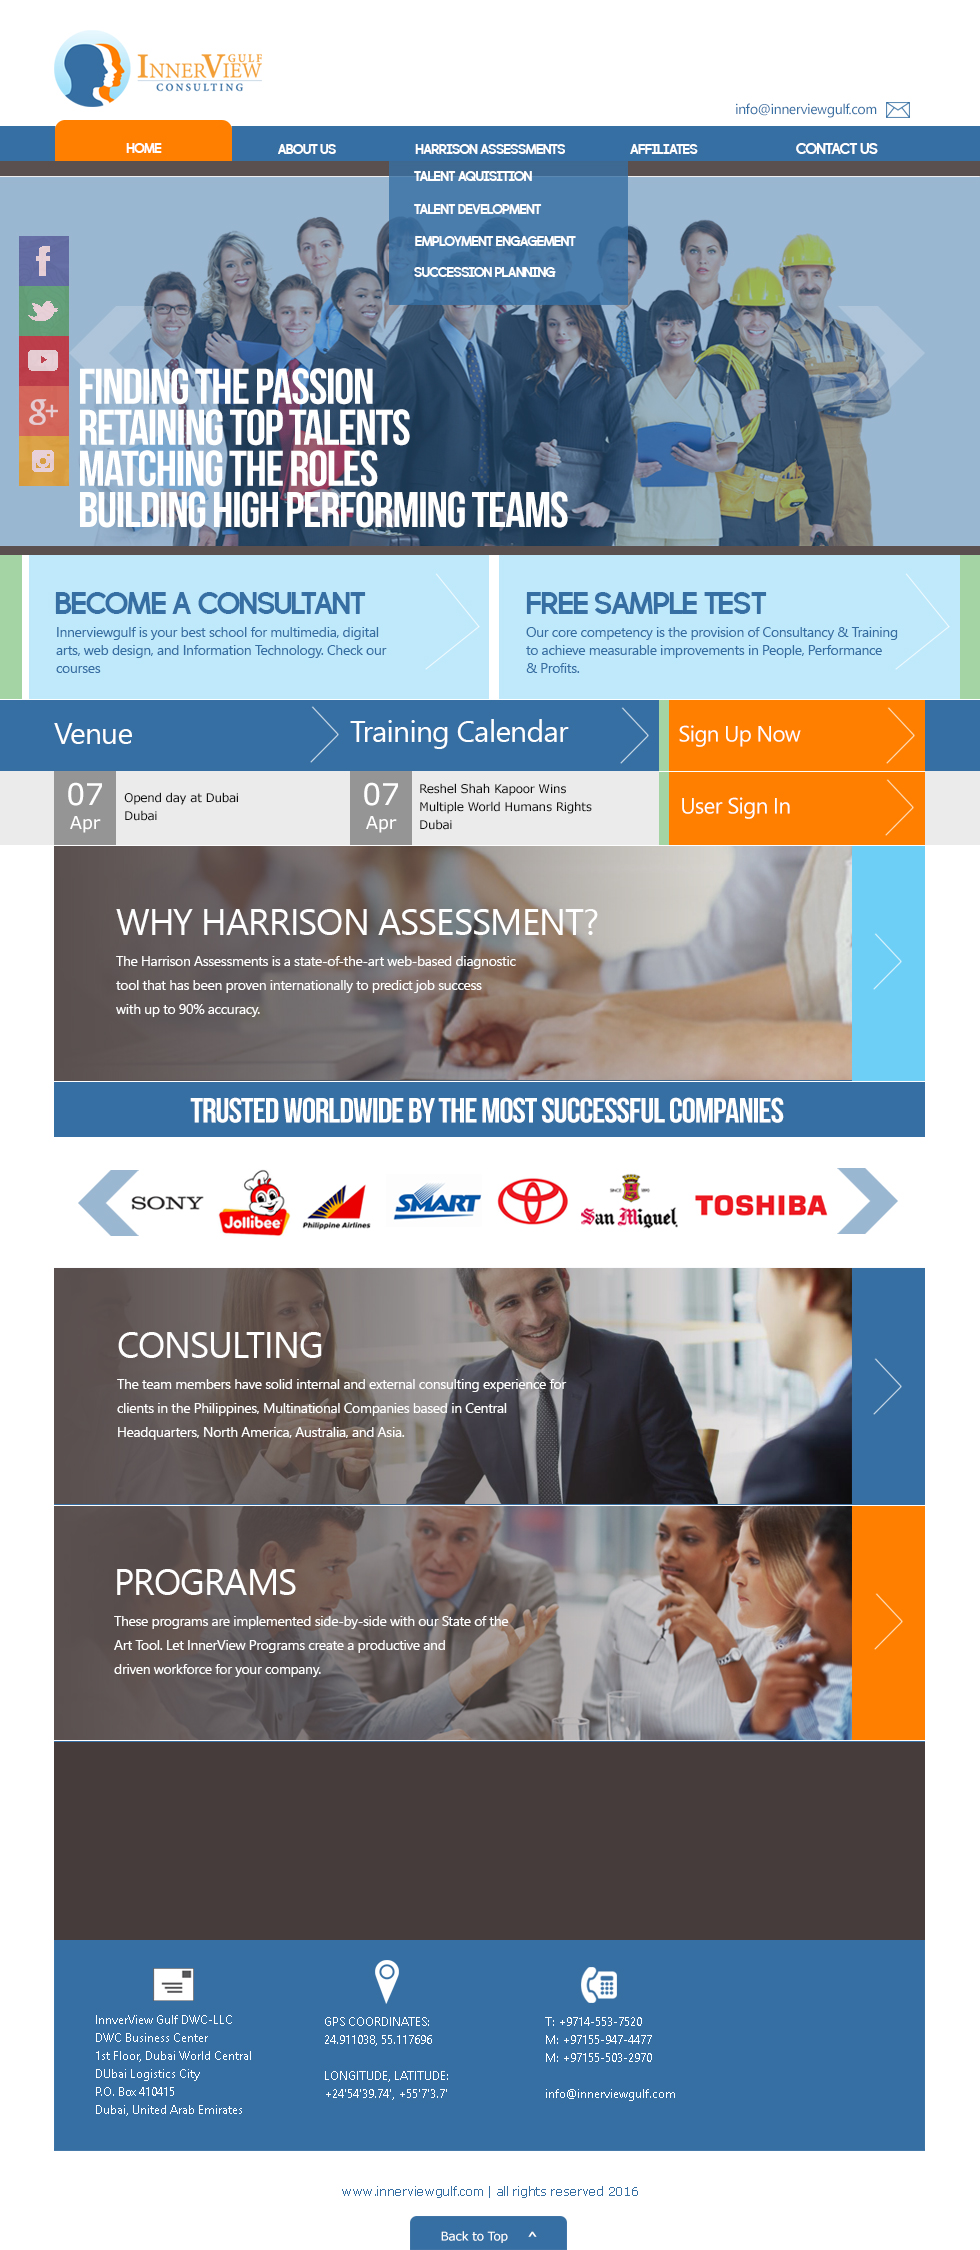 GULF
INNERVIEW
CONSULTING
info@innerviewgulf.com
HOME
ABOUT US
HARRISON ASSESSMENTS
AFFILIATES
CONTACT US
TALENT AQUISITION
TALENT DEVELOPMENT
EMPLOYMENT ENGAGEMENT
SUCCESSION PLANNING
f
g+
FINDING THE PASSION
RETAINING TOP TALENTS
MATCHING THE ROLES
BUILDING HIGH PERFORMING TEAMS
BECOME A CONSULTANT
Innerviewgulf is your best school for multimedia, digital
arts, web design, and Information Technology. Check our
courses
FREE SAMPLE TEST
Our core competency is the provision of Consultancy & Training
to achieve measurable improvements in People, Performance
& Profits.
Venue
Training Calendar
Sign Up Now
07
Apr
Opend day at Dubai
Dubai
07
Apr
Reshel Shah Kapoor Wins
Multiple World Humans Rights
Dubai
User Sign In
WHY HARRISON ASSESSMENT?
The Harrison Assessments is a state-of-the-art web-based diagnostic
tool that has been proven internationally to predict job success
with up to 90% accuracy.
TRUSTED WORLDWIDE BY THE MOST SUCCESSFUL COMPANIES
SONY
Jollibee
Philippine Airlines
SMART
SINCE 1890
San Miguel
TOSHIBA
CONSULTING
The team members have solid internal and external consulting experience for
clients in the Philippines, Multinational Companies based in Central
Headquarters, North America, Australia, and Asia.
PROGRAMS
These programs are implemented side-by-side with our State of the
Art Tool. Let InnerView Programs create a productive and
driven workforce for your company.
InnverView Gulf DWC-LLC
DWC Business Center
1st Floor, Dubai World Central
DUbai Logistics City
P.O. Box 410415
Dubai, United Arab Emirates
GPS COORDINATES:
24.911038, 55.117696
LONGITUDE, LATITUDE:
+24'54'39.74', +55'7'3.7'
T: +9714-553-7520
M: +97155-947-4477
M: +97155-503-2970
info@innerviewgulf.com
www.innerviewgulf.com | all rights reserved 2016
Back to Top ^